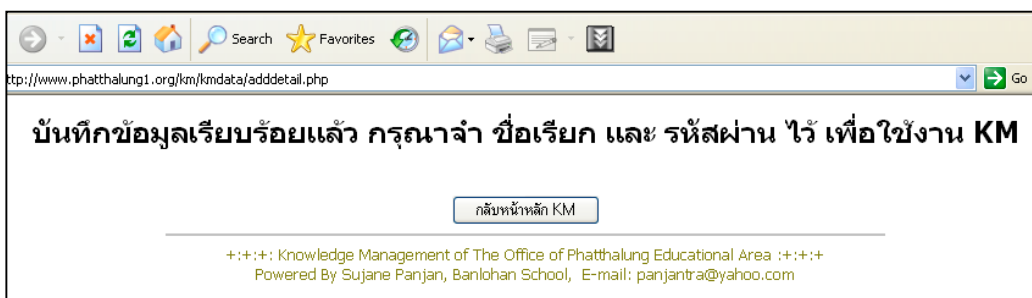 Search Favorites
ttp://www.phatthalung1.org/km/kmdata/adddetail.php Go
บันทึกข้อมูลเรียบร้อยแล้ว กรุณาจำ ชื่อเรียก และ รหัสผ่าน ไว้ เพื่อใช้งาน KM
กลับหน้าหลัก KM
+:+:+: Knowledge Management of The Office of Phatthalung Educational Area :+:+:+
Powered By Sujane Panjan, Banlohan School, E-mail: panjantra@yahoo.com